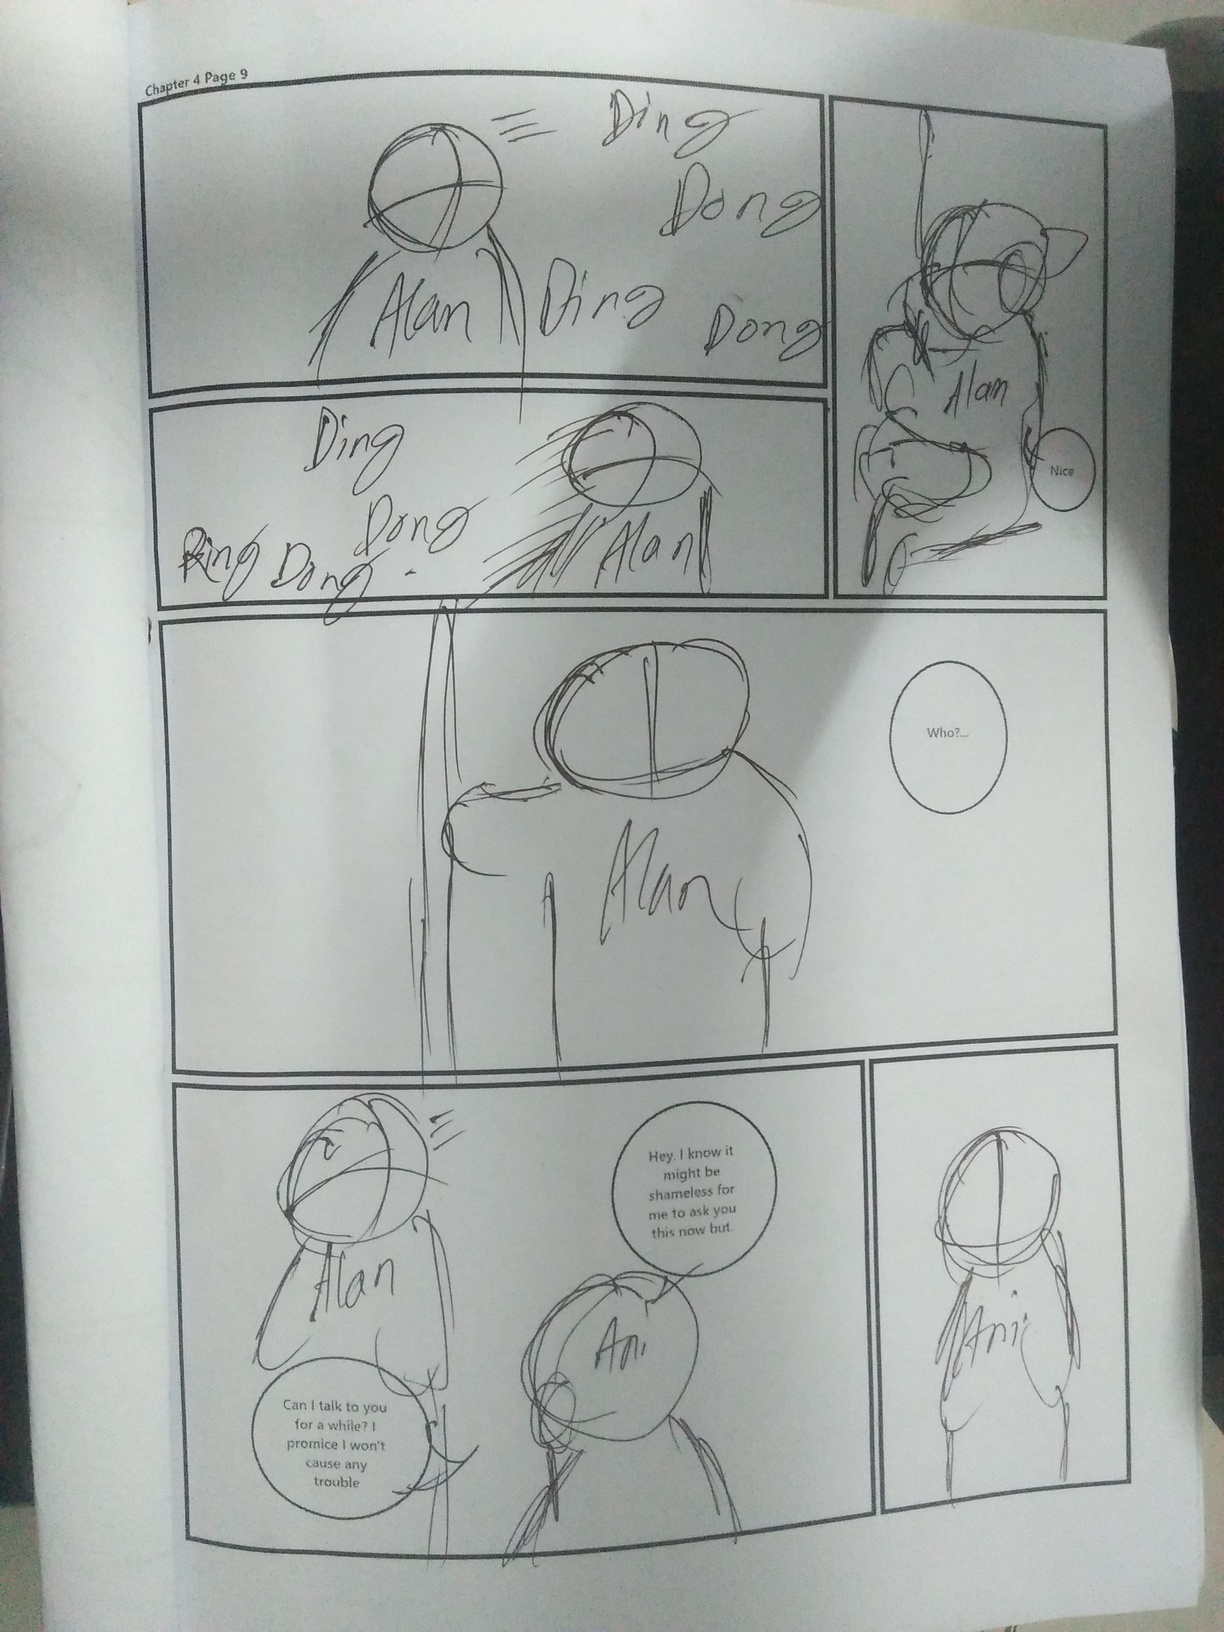 Chapter 4 Page 9
Ding
Dong
Alan
Ding
Dong
Alan
Nice
Ding
Dong
Ring Dong
Alan
Who?...
Alan
Hey. I know it
might be
shameless for
me to ask you
this now but.
Alan
Ani
Can I talk to you
for a while? I
promice I won't
cause any
trouble
Ani